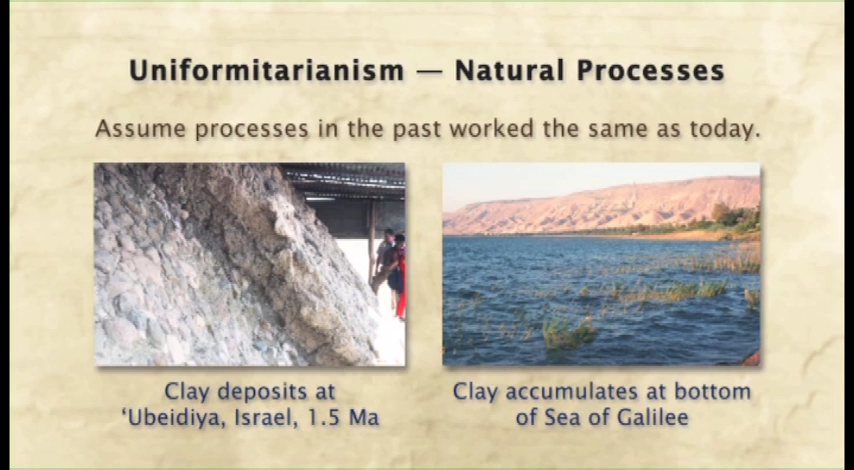 Uniformitarianism — Natural Processes
Assume processes in the past worked the same as today.
Clay deposits at
‘Ubeidiya, Israel, 1.5 Ma
Clay accumulates at bottom
of Sea of Galilee